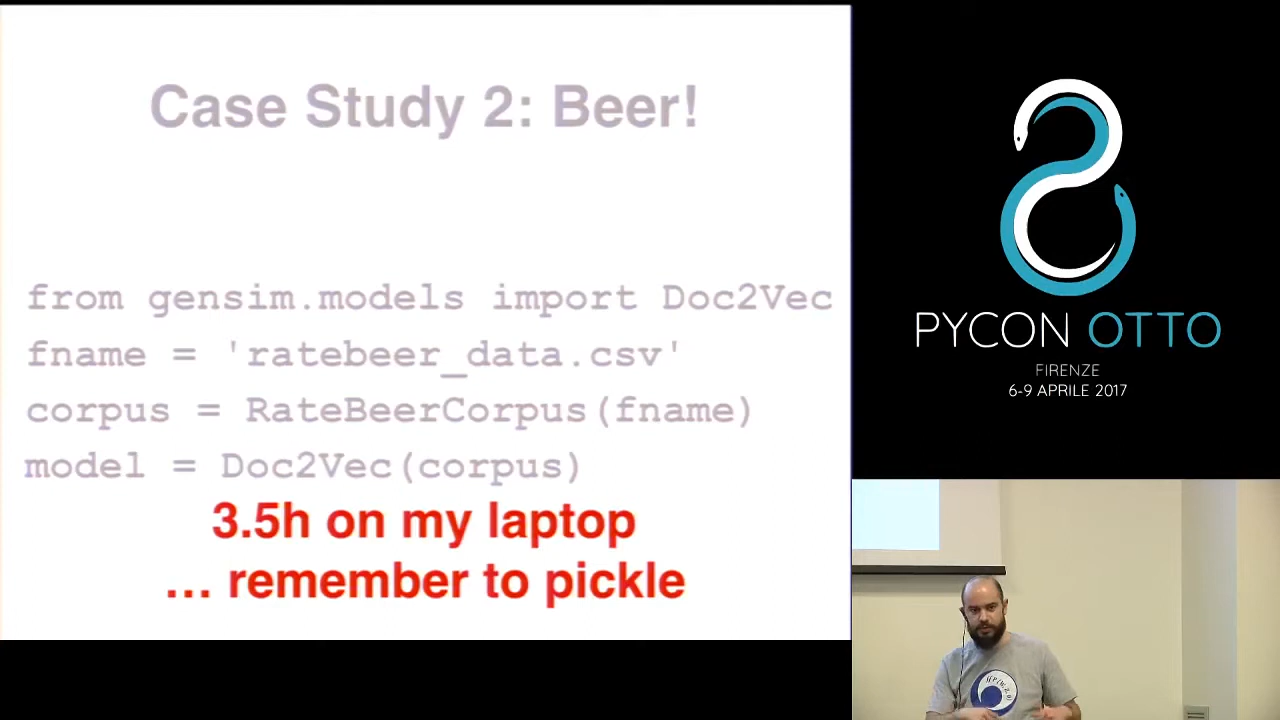 Case Study 2: Beer!
from gensim.models import Doc2Vec
fname = 'ratebeer_data.csv'
corpus = RateBeerCorpus(fname)
model = Doc2Vec(corpus)
3.5h on my laptop
… remember to pickle
PYCON OTTO
FIRENZE
6-9 APRILE 2017